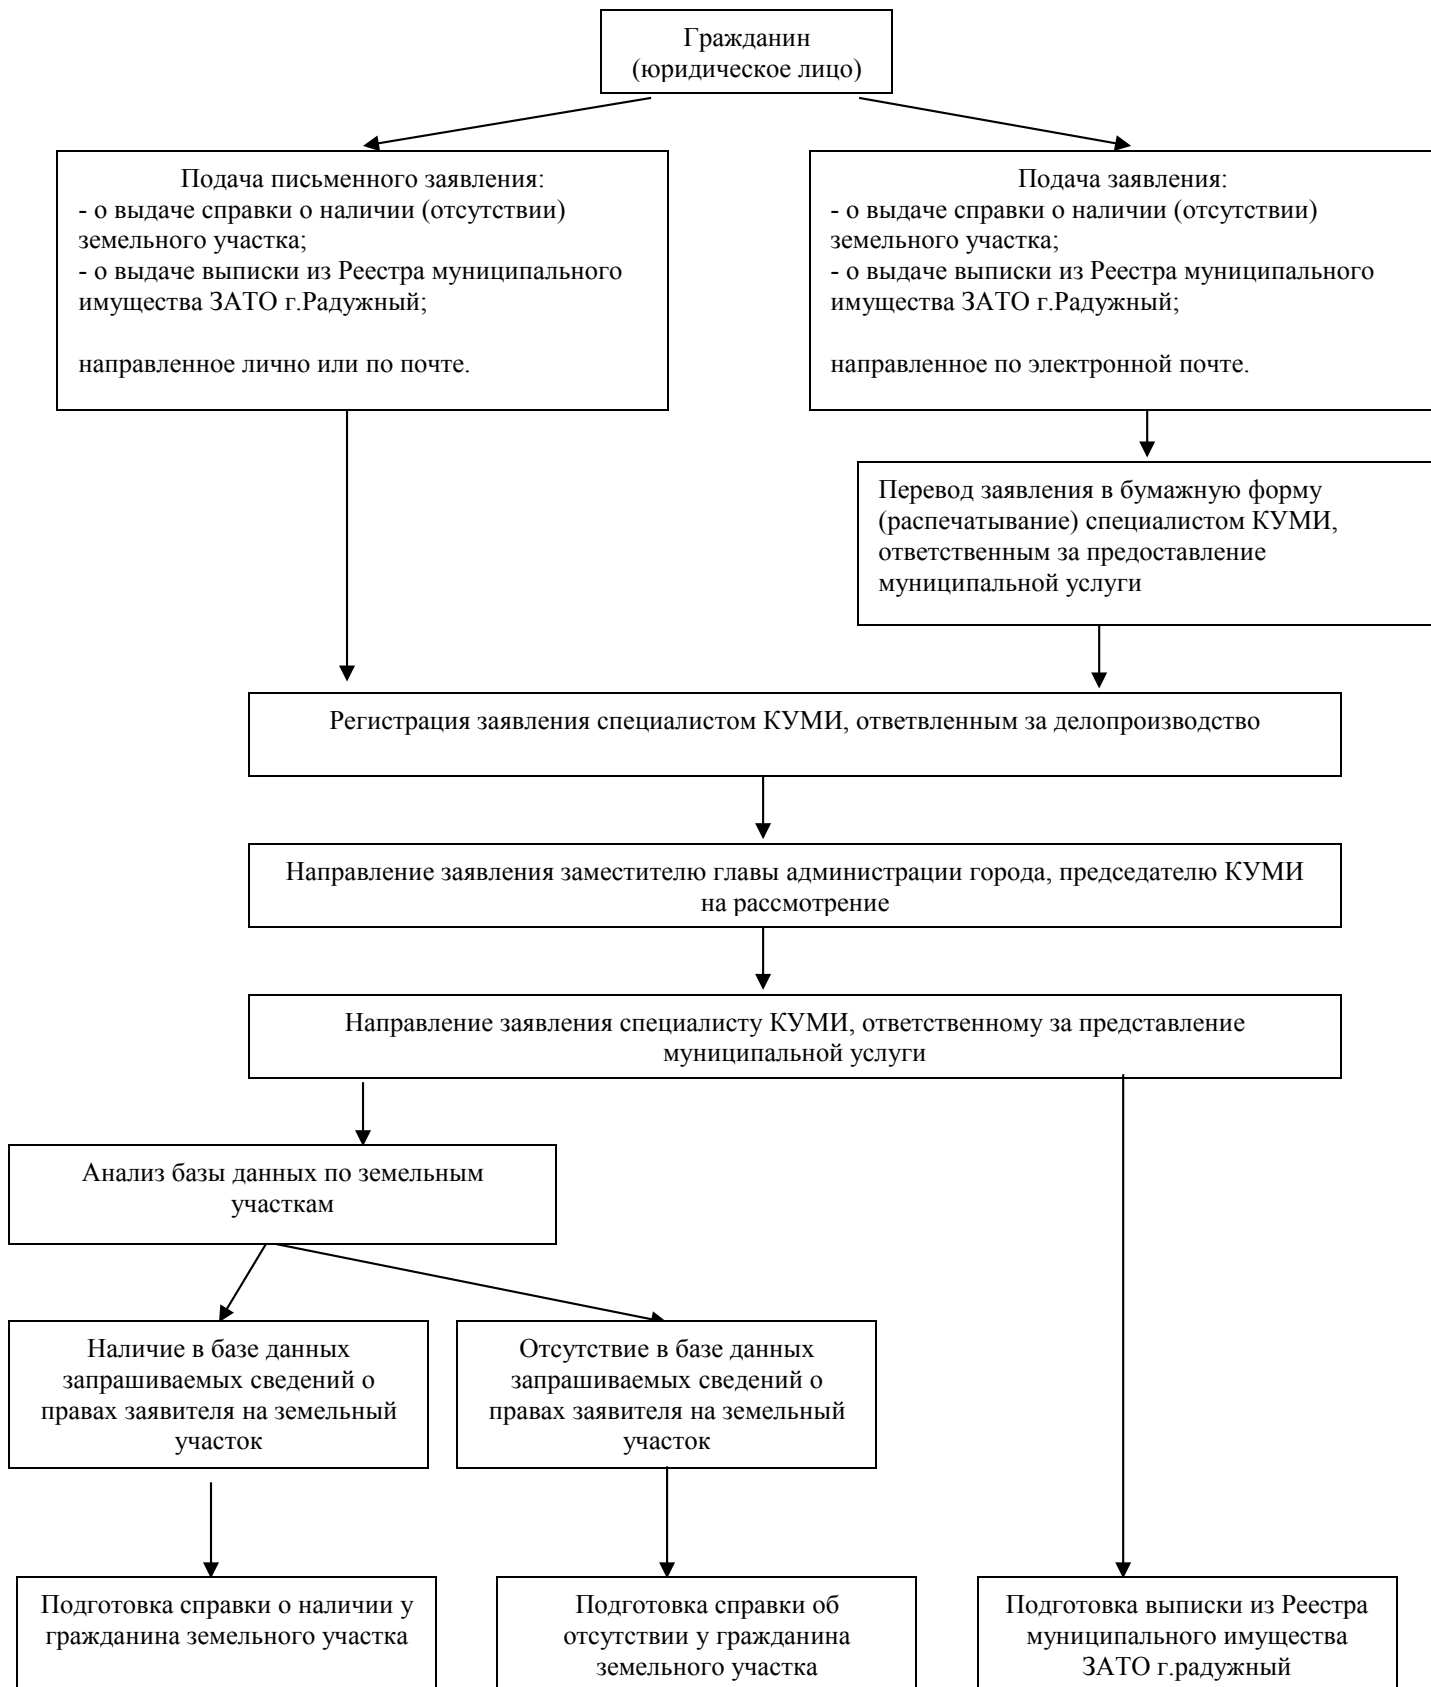 Гражданин
(юридическое лицо)
Подача письменного заявления:
- о выдаче справки о наличии (отсутствии)
земельного участка;
- о выдаче выписки из Реестра муниципального
имущества ЗАТО г.Радужный;
направленное лично или по почте.
Подача заявления:
- о выдаче справки о наличии (отсутствии)
земельного участка;
- о выдаче выписки из Реестра муниципального
имущества ЗАТО г.Радужный;
направленное по электронной почте.
Перевод заявления в бумажную форму
(распечатывание) специалистом КУМИ,
ответственным за предоставление
муниципальной услуги
Регистрация заявления специалистом КУМИ, ответвленным за делопроизводство
Направление заявления заместителю главы администрации города, председателю КУМИ
на рассмотрение
Направление заявления специалисту КУМИ, ответственному за представление
муниципальной услуги
Анализ базы данных по земельным
участкам
Наличие в базе данных
запрашиваемых сведений о
правах заявителя на земельный
участок
Отсутствие в базе данных
запрашиваемых сведений о
правах заявителя на земельный
участок
Подготовка справки о наличии у
гражданина земельного участка
Подготовка справки об
отсутствии у гражданина
земельного участка
Подготовка выписки из Реестра
муниципального имущества
ЗАТО г.радужный